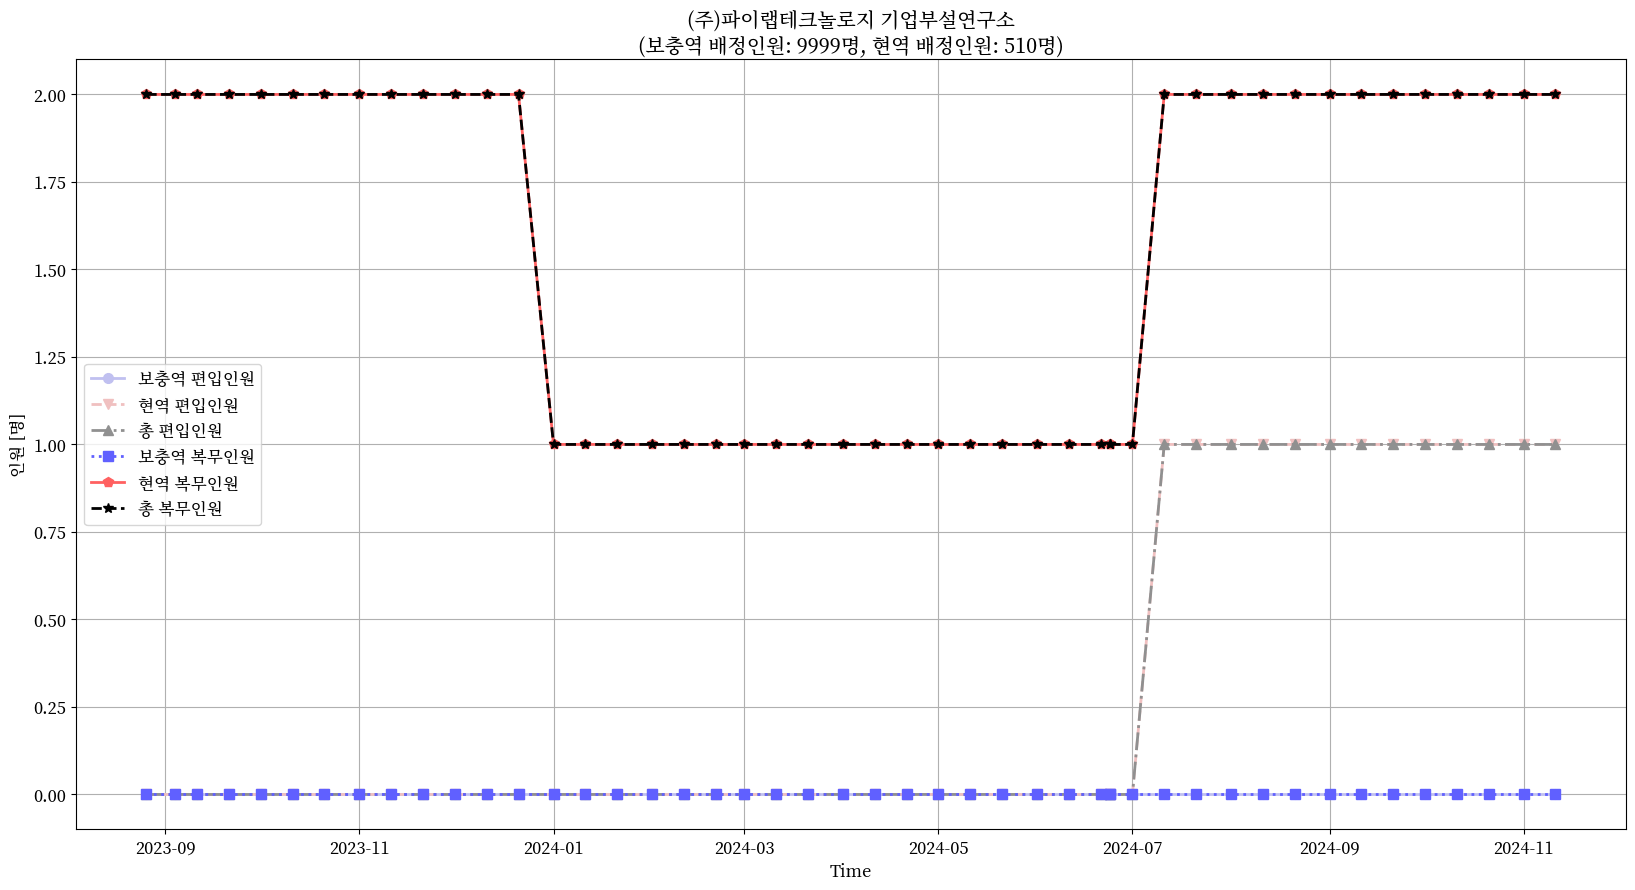 (주)파이랩테크놀로지 기업부설연구소
(보충역 배정인원: 9999명, 현역 배정인원: 510명)
2.00
1.75
1.50
1.25
1.00
0.75
0.50
0.25
0.00
인원 [명]
보충역 편입인원
현역 편입인원
총 편입인원
보충역 복무인원
현역 복무인원
총 복무인원
2023-09
2023-11
2024-01
2024-03
2024-05
2024-07
2024-09
2024-11
Time